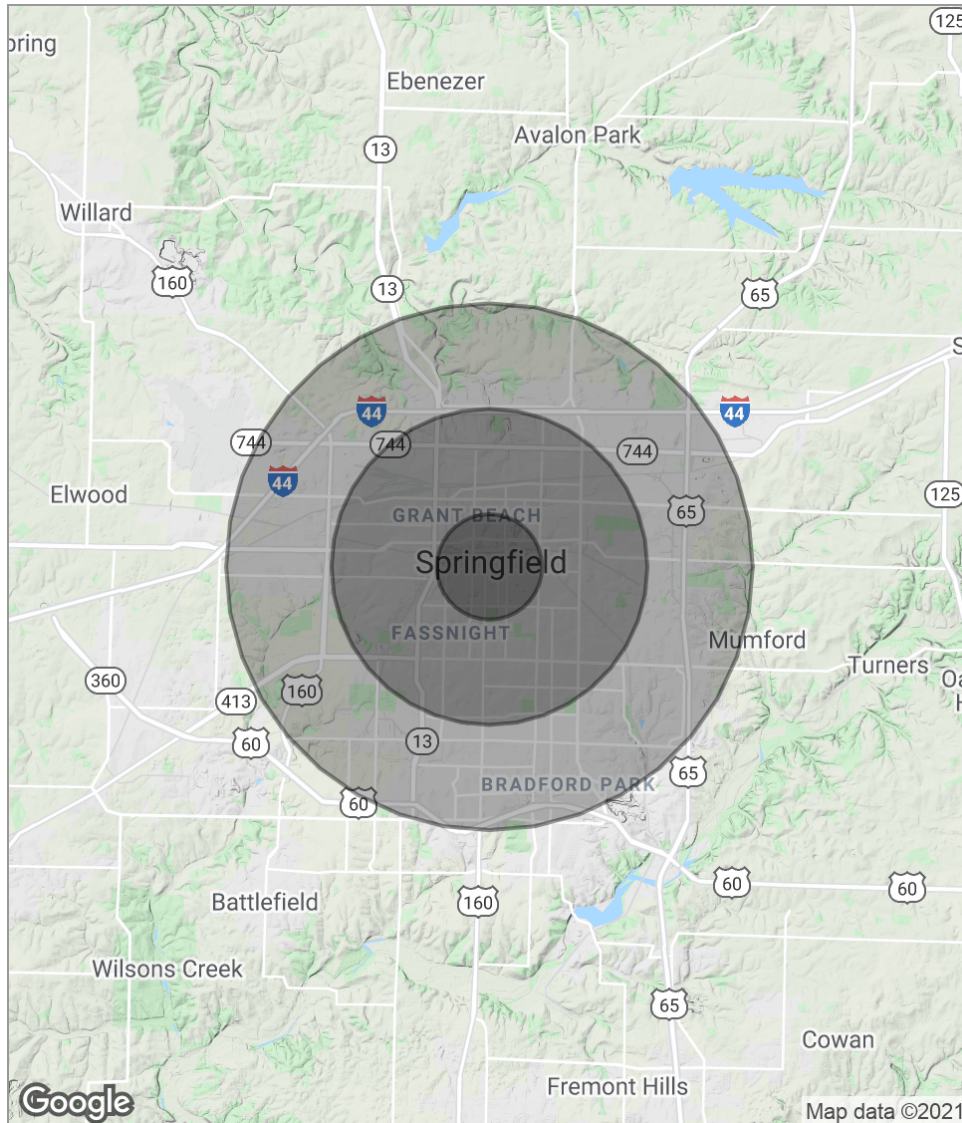 125
pring
Ebenezer
Avalon Park
13
Willard
160
13
65
S
44
44
744
744
744
44
Elwood
125
65
GRANT BEACH
Springfield
FASSNIGHT
Mumford
Turners
Oa
H
360
160
413
60
13
65
BRADFORD PARK
60
60
60
Battlefield
160
Wilsons Creek
65
Cowan
Fremont Hills
Google
Map data ©2021